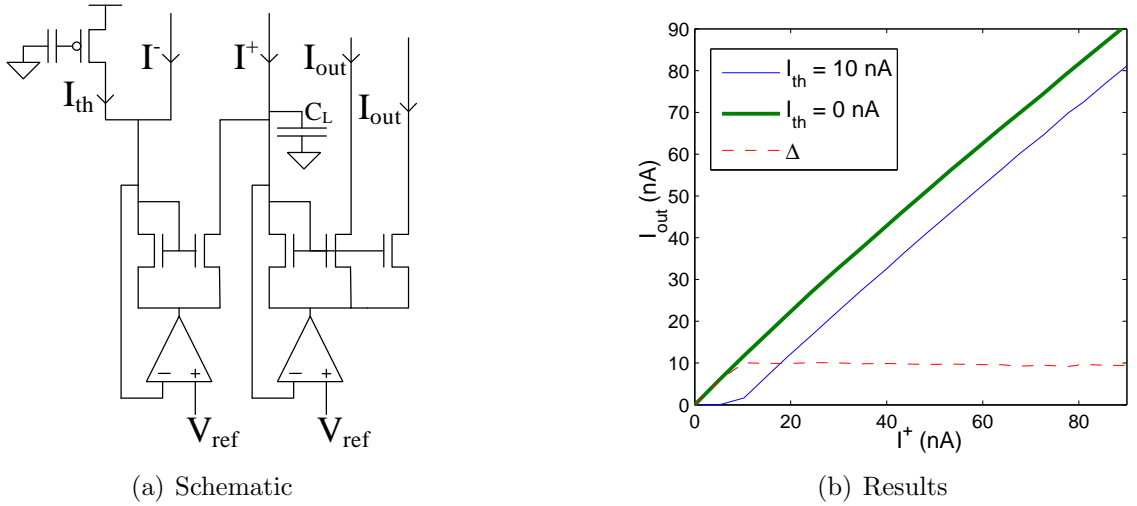 I_th
I^-
I^+
I_out
I_out
C_L
−
+
−
+
V_ref
V_ref
(a) Schematic
I_out (nA)
90
80
70
60
50
40
30
20
10
0
I_th = 10 nA
I_th = 0 nA
Δ
0
20
40
60
80
I^+ (nA)
(b) Results